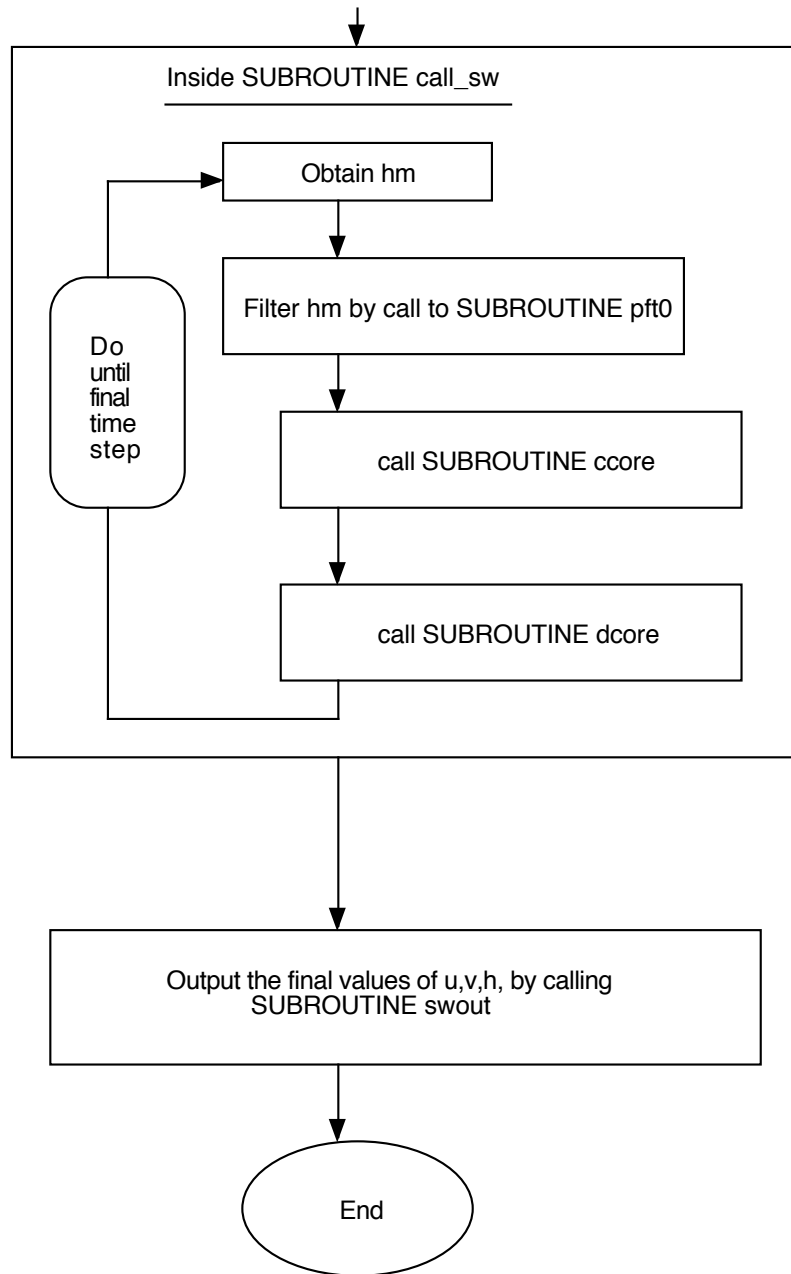 Inside SUBROUTINE call_sw
Obtain hm
Filter hm by call to SUBROUTINE pft0
Do
until
final
time
step
call SUBROUTINE ccore
call SUBROUTINE dcore
Output the final values of u,v,h, by calling
SUBROUTINE swout
End